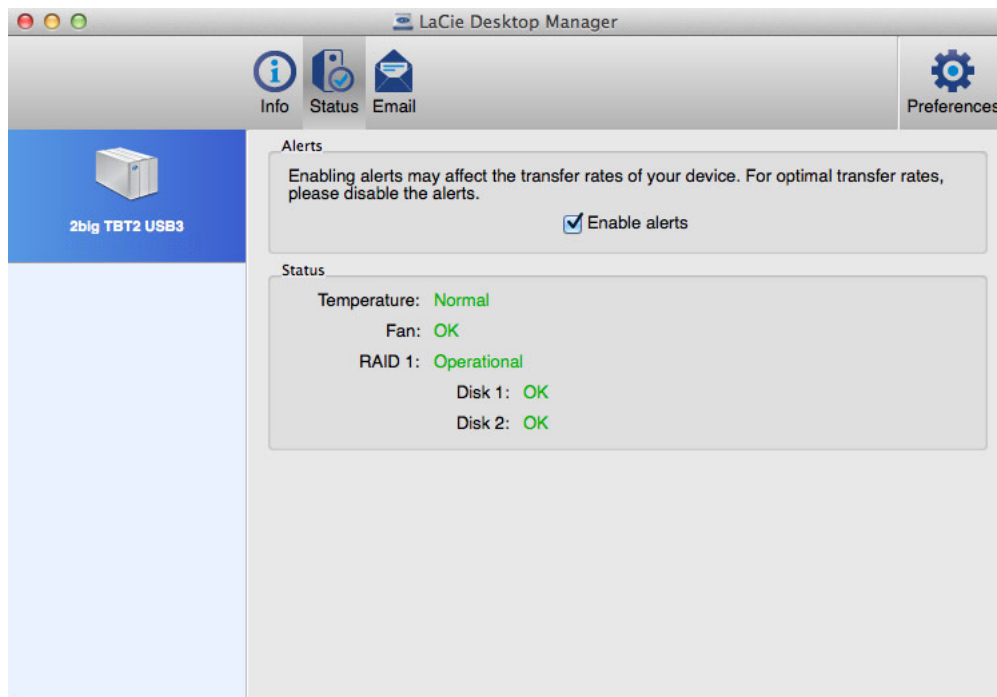 LaCie Desktop Manager
Info Status Email Preferences
2big TBT2 USB3
Alerts
Enabling alerts may affect the transfer rates of your device. For optimal transfer rates,
please disable the alerts.
Enable alerts
Status
Temperature: Normal
Fan: OK
RAID 1: Operational
Disk 1: OK
Disk 2: OK